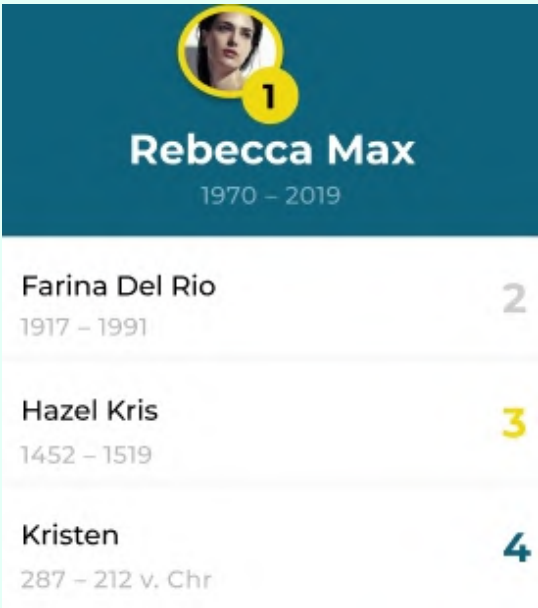 1
Rebecca Max
1970 – 2019
Farina Del Rio
1917 – 1991
2
Hazel Kris
1452 – 1519
3
Kristen
287 – 212 v. Chr
4